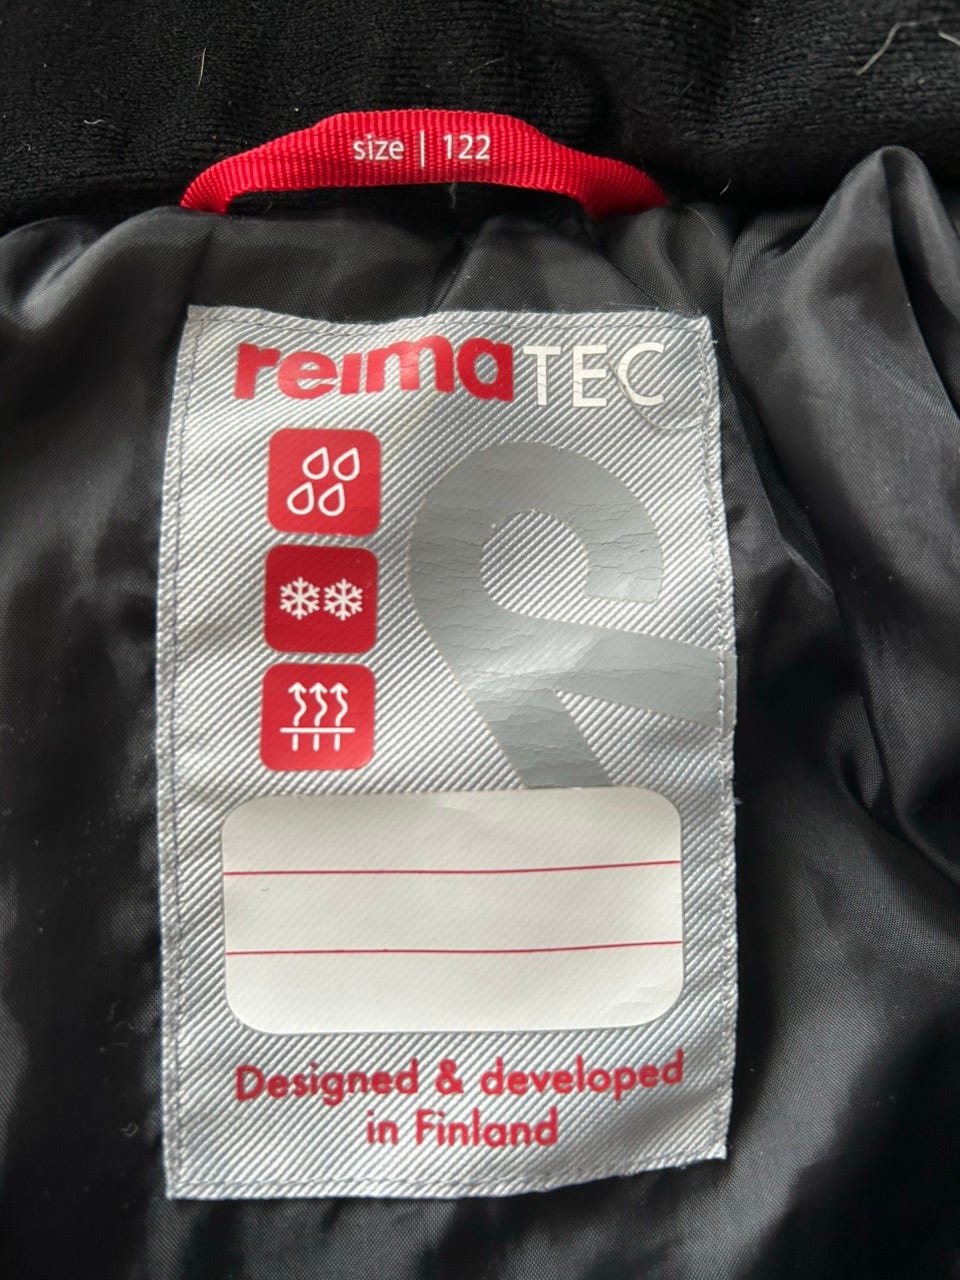 size | 122
reimaTEC
Designed & developed
in Finland